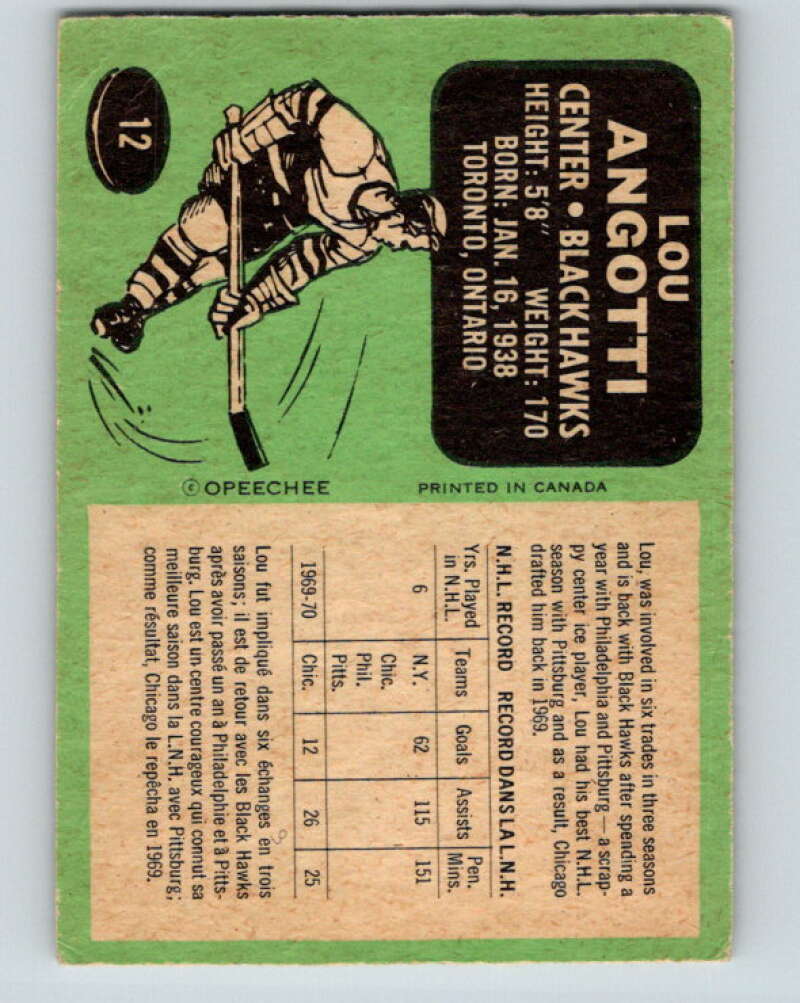 12
LOU
ANGOTTI
CENTER • BLACK HAWKS
HEIGHT: 5'8" WEIGHT: 170
BORN: JAN. 16, 1938
TORONTO, ONTARIO
© OPEECHEE
PRINTED IN CANADA
Lou, was involved in six trades in three seasons
and is back with Black Hawks after spending a
year with Philadelphia and Pittsburg — a scrap-
py center ice player, Lou had his best N.H.L.
season with Pittsburg and as a result, Chicago
drafted him back in 1969.
N.H.L. RECORD RECORD DANS LA L.N.H.
Yrs. Played in N.H.L. Teams Goals Assists Pen. Mins.
6 N.Y. 62 115 151
Chic.
Phil.
Pitts.
1969-70 Chic. 12 26 25
Lou fut impliqué dans six échanges en trois
saisons; il est de retour avec les Black Hawks
après avoir passé un an à Philadelphie et à Pitts-
burg. Lou est un centre courageux qui connut sa
meilleure saison dans la L.N.H. avec Pittsburg;
comme résultat, Chicago le repêcha en 1969.